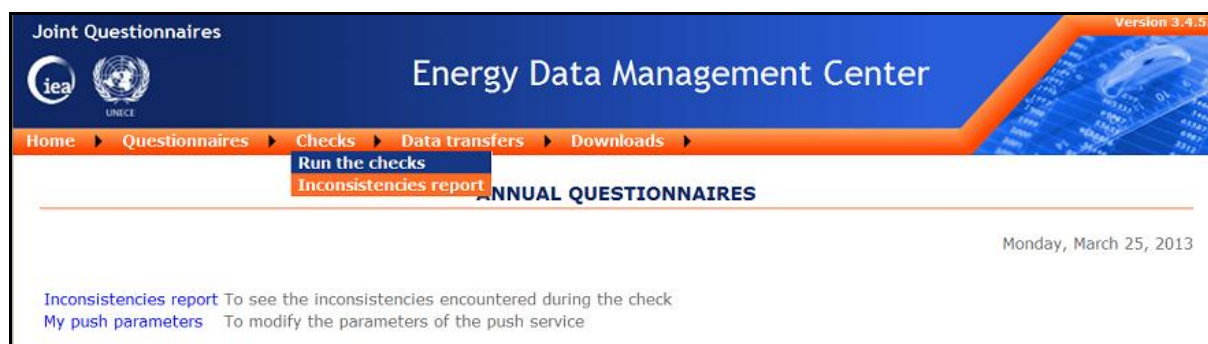 Joint Questionnaires
Version 3.4.5
iea
UNECE
Energy Data Management Center
Home Questionnaires Checks Data transfers Downloads
Run the checks
Inconsistencies report
ANNUAL QUESTIONNAIRES
Monday, March 25, 2013
Inconsistencies report To see the inconsistencies encountered during the check
My push parameters To modify the parameters of the push service